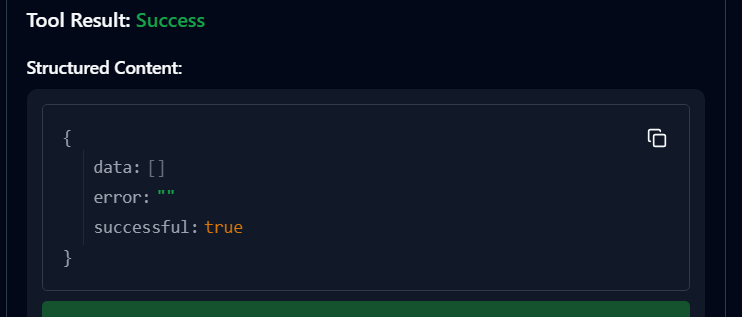 Tool Result: Success
Structured Content:
{
data: []
error: ""
successful: true
}